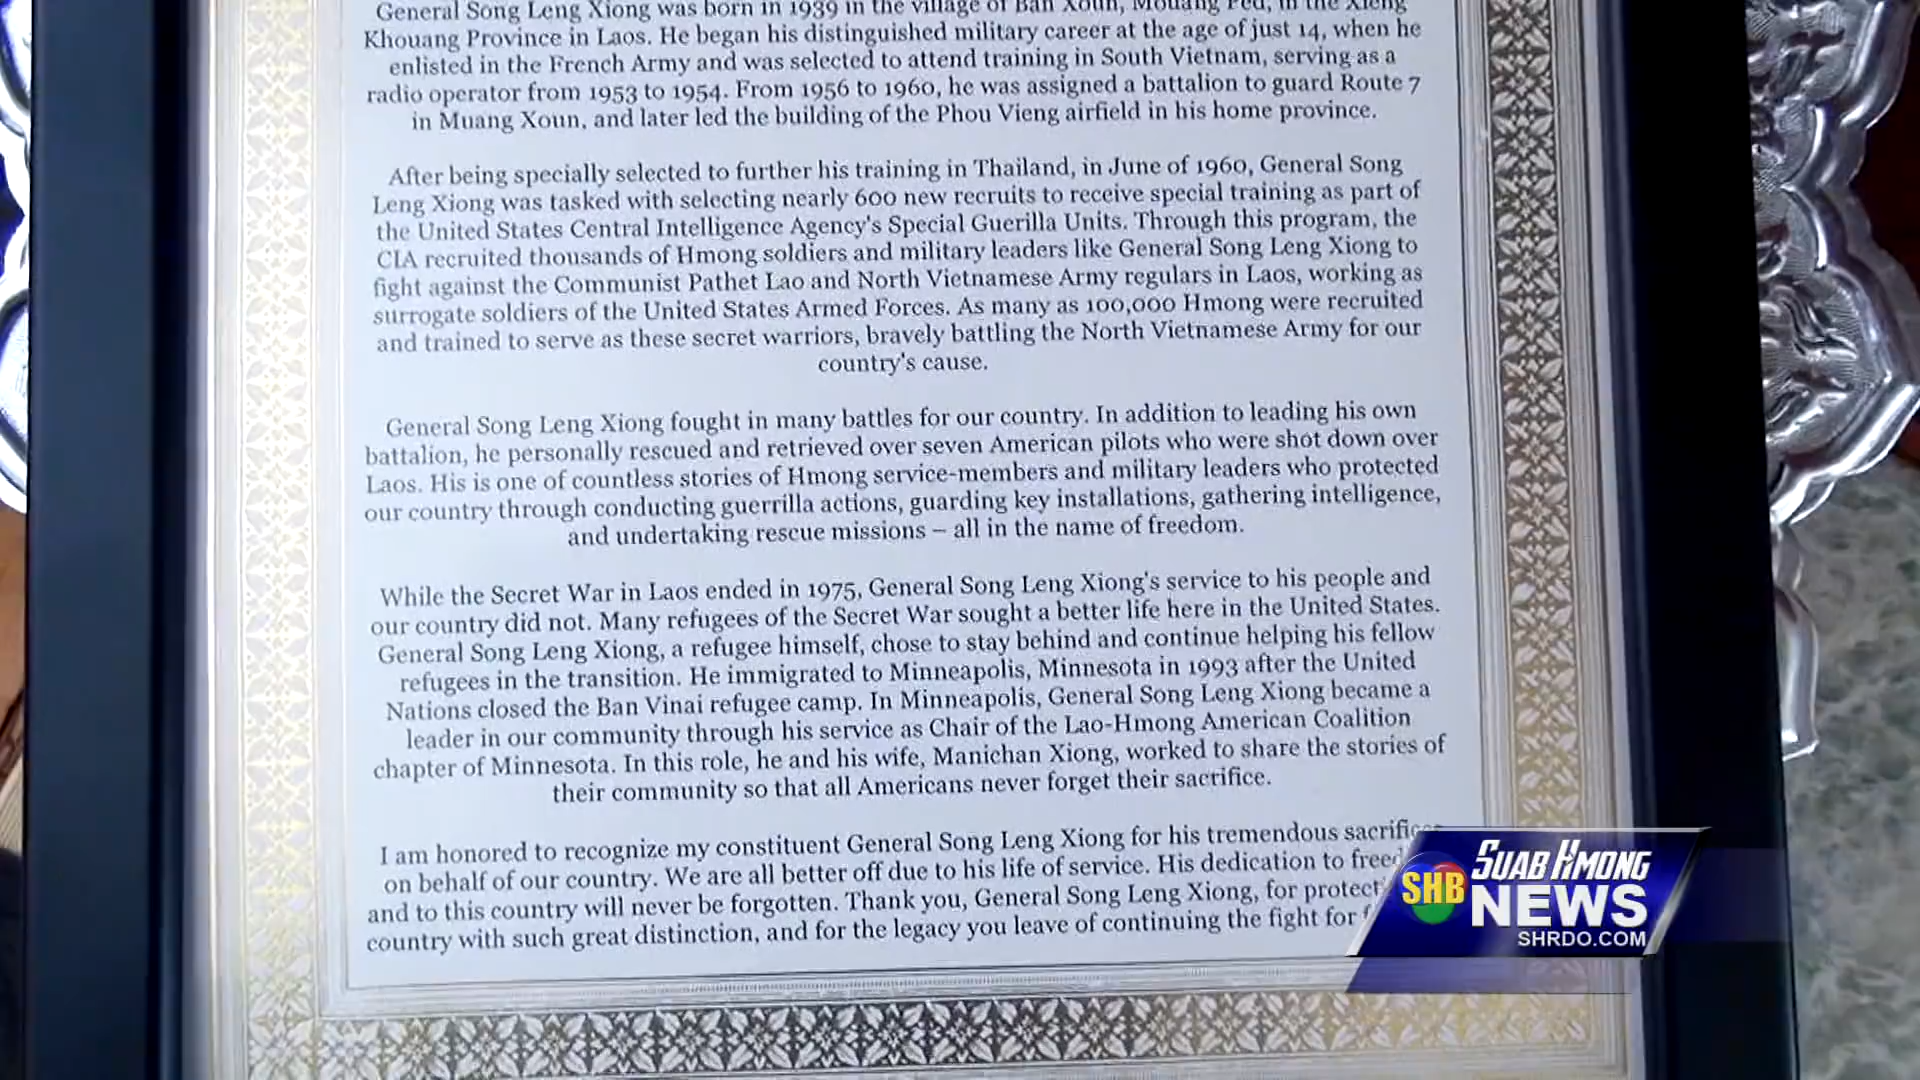 General Song Leng Xiong was born in 1939 in the village of Ban Xoun, Mouang Ped, in the Xieng
Khouang Province in Laos. He began his distinguished military career at the age of just 14, when he
enlisted in the French Army and was selected to attend training in South Vietnam, serving as a
radio operator from 1953 to 1954. From 1956 to 1960, he was assigned a battalion to guard Route 7
in Muang Xoun, and later led the building of the Phou Vieng airfield in his home province.
After being specially selected to further his training in Thailand, in June of 1960, General Song
Leng Xiong was tasked with selecting nearly 600 new recruits to receive special training as part of
the United States Central Intelligence Agency's Special Guerilla Units. Through this program, the
CIA recruited thousands of Hmong soldiers and military leaders like General Song Leng Xiong to
fight against the Communist Pathet Lao and North Vietnamese Army regulars in Laos, working as
surrogate soldiers of the United States Armed Forces. As many as 100,000 Hmong were recruited
and trained to serve as these secret warriors, bravely battling the North Vietnamese Army for our
country's cause.
General Song Leng Xiong fought in many battles for our country. In addition to leading his own
battalion, he personally rescued and retrieved over seven American pilots who were shot down over
Laos. His is one of countless stories of Hmong service-members and military leaders who protected
our country through conducting guerrilla actions, guarding key installations, gathering intelligence,
and undertaking rescue missions – all in the name of freedom.
While the Secret War in Laos ended in 1975, General Song Leng Xiong's service to his people and
our country did not. Many refugees of the Secret War sought a better life here in the United States.
General Song Leng Xiong, a refugee himself, chose to stay behind and continue helping his fellow
refugees in the transition. He immigrated to Minneapolis, Minnesota in 1993 after the United
Nations closed the Ban Vinai refugee camp. In Minneapolis, General Song Leng Xiong became a
leader in our community through his service as Chair of the Lao-Hmong American Coalition
chapter of Minnesota. In this role, he and his wife, Manichan Xiong, worked to share the stories of
their community so that all Americans never forget their sacrifice.
I am honored to recognize my constituent General Song Leng Xiong for his tremendous
on behalf of our country. We are all better off due to his life of service. His dedication to
and to this country will never be forgotten. Thank you, General Song Leng Xiong, for
country with such great distinction, and for the legacy you leave of continuing the fight for
SHB
SUAB HMONG
NEWS
SHRDO.COM